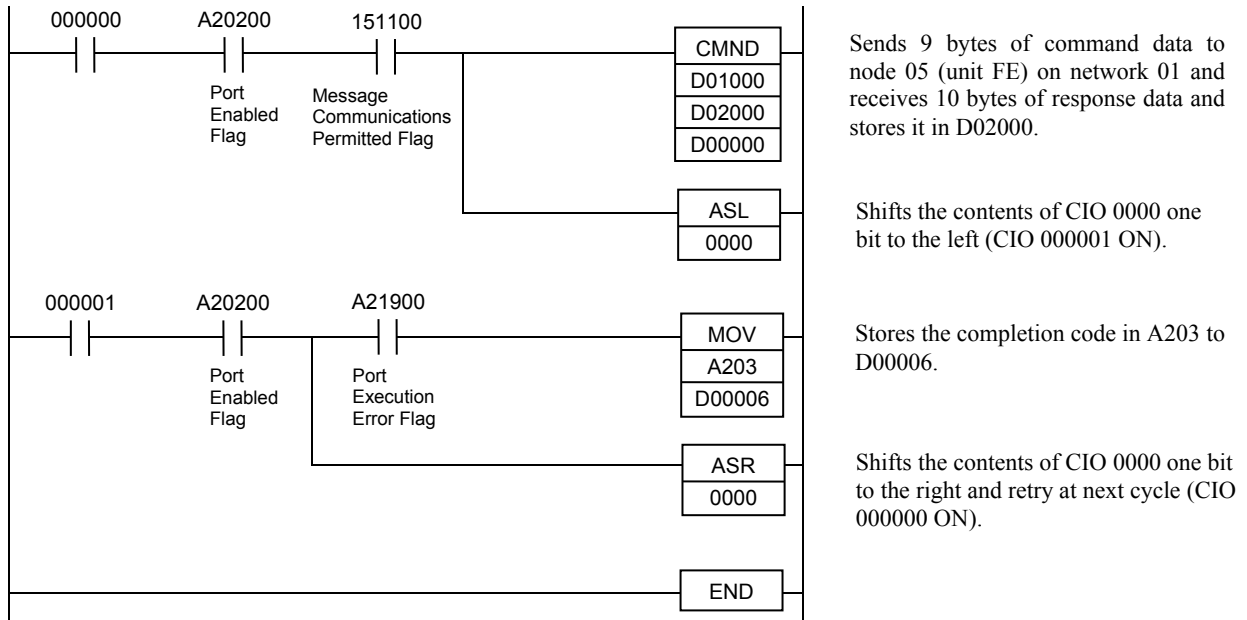 000000 A20200 151100
CMND
D01000
D02000
D00000
Port
Enabled
Flag
Message
Communications
Permitted Flag
Sends 9 bytes of command data to
node 05 (unit FE) on network 01 and
receives 10 bytes of response data and
stores it in D02000.
ASL
0000
Shifts the contents of CIO 0000 one
bit to the left (CIO 000001 ON).
000001 A20200 A21900
MOV
A203
D00006
Port
Enabled
Flag
Port
Execution
Error Flag
Stores the completion code in A203 to
D00006.
ASR
0000
Shifts the contents of CIO 0000 one bit
to the right and retry at next cycle (CIO
000000 ON).
END